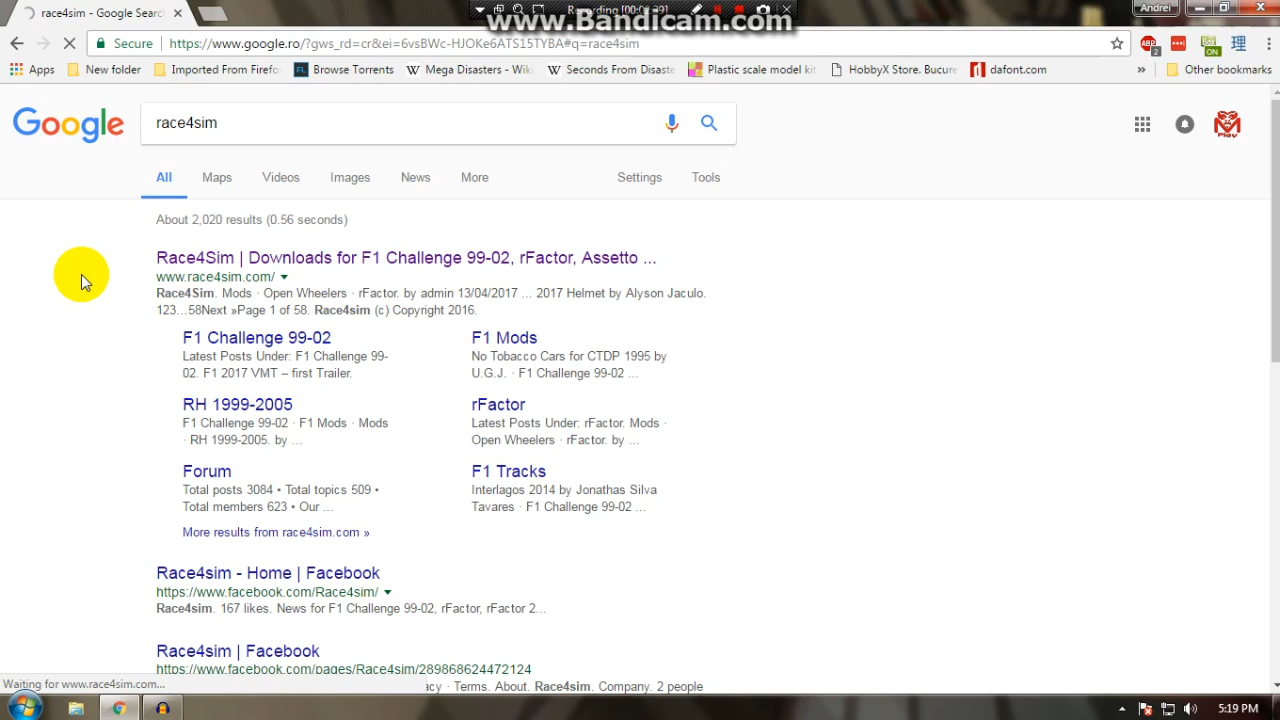 race4sim - Google Search
www.Bandicam.com
Andrei
Secure
https://www.google.ro/?gws_rd=cr&ei=6vsBWc-HJOKe6ATS15TYBA#q=race4sim
ABP
2
ON
Apps
New folder
Imported From Firefo
Browse Torrents
Mega Disasters - Wiki
Seconds From Disaste
Plastic scale model kit
HobbyX Store. Bucure
dafont.com
»
Other bookmarks
Google
race4sim
All
Maps
Videos
Images
News
More
Settings
Tools
About 2,020 results (0.56 seconds)
Race4Sim | Downloads for F1 Challenge 99-02, rFactor, Assetto ...
www.race4sim.com/
Race4Sim. Mods · Open Wheelers · rFactor. by admin 13/04/2017 ... 2017 Helmet by Alyson Jaculo.
123...58Next »Page 1 of 58. Race4sim (c) Copyright 2016.
F1 Challenge 99-02
Latest Posts Under: F1 Challenge 99-
02. F1 2017 VMT – first Trailer.
F1 Mods
No Tobacco Cars for CTDP 1995 by
U.G.J. · F1 Challenge 99-02 ...
RH 1999-2005
F1 Challenge 99-02 · F1 Mods · Mods
· RH 1999-2005. by ...
rFactor
Latest Posts Under: rFactor. Mods ·
Open Wheelers · rFactor. by ...
Forum
Total posts 3084 • Total topics 509 •
Total members 623 • Our ...
F1 Tracks
Interlagos 2014 by Jonathas Silva
Tavares · F1 Challenge 99-02 ...
More results from race4sim.com »
Race4sim - Home | Facebook
https://www.facebook.com/Race4sim/
Race4sim. 167 likes. News for F1 Challenge 99-02, rFactor, rFactor 2...
Race4sim | Facebook
https://www.facebook.com/pages/Race4sim/289868624472124
acy · Terms. About. Race4sim. Company. 2 people
Waiting for www.race4sim.com...
5:19 PM